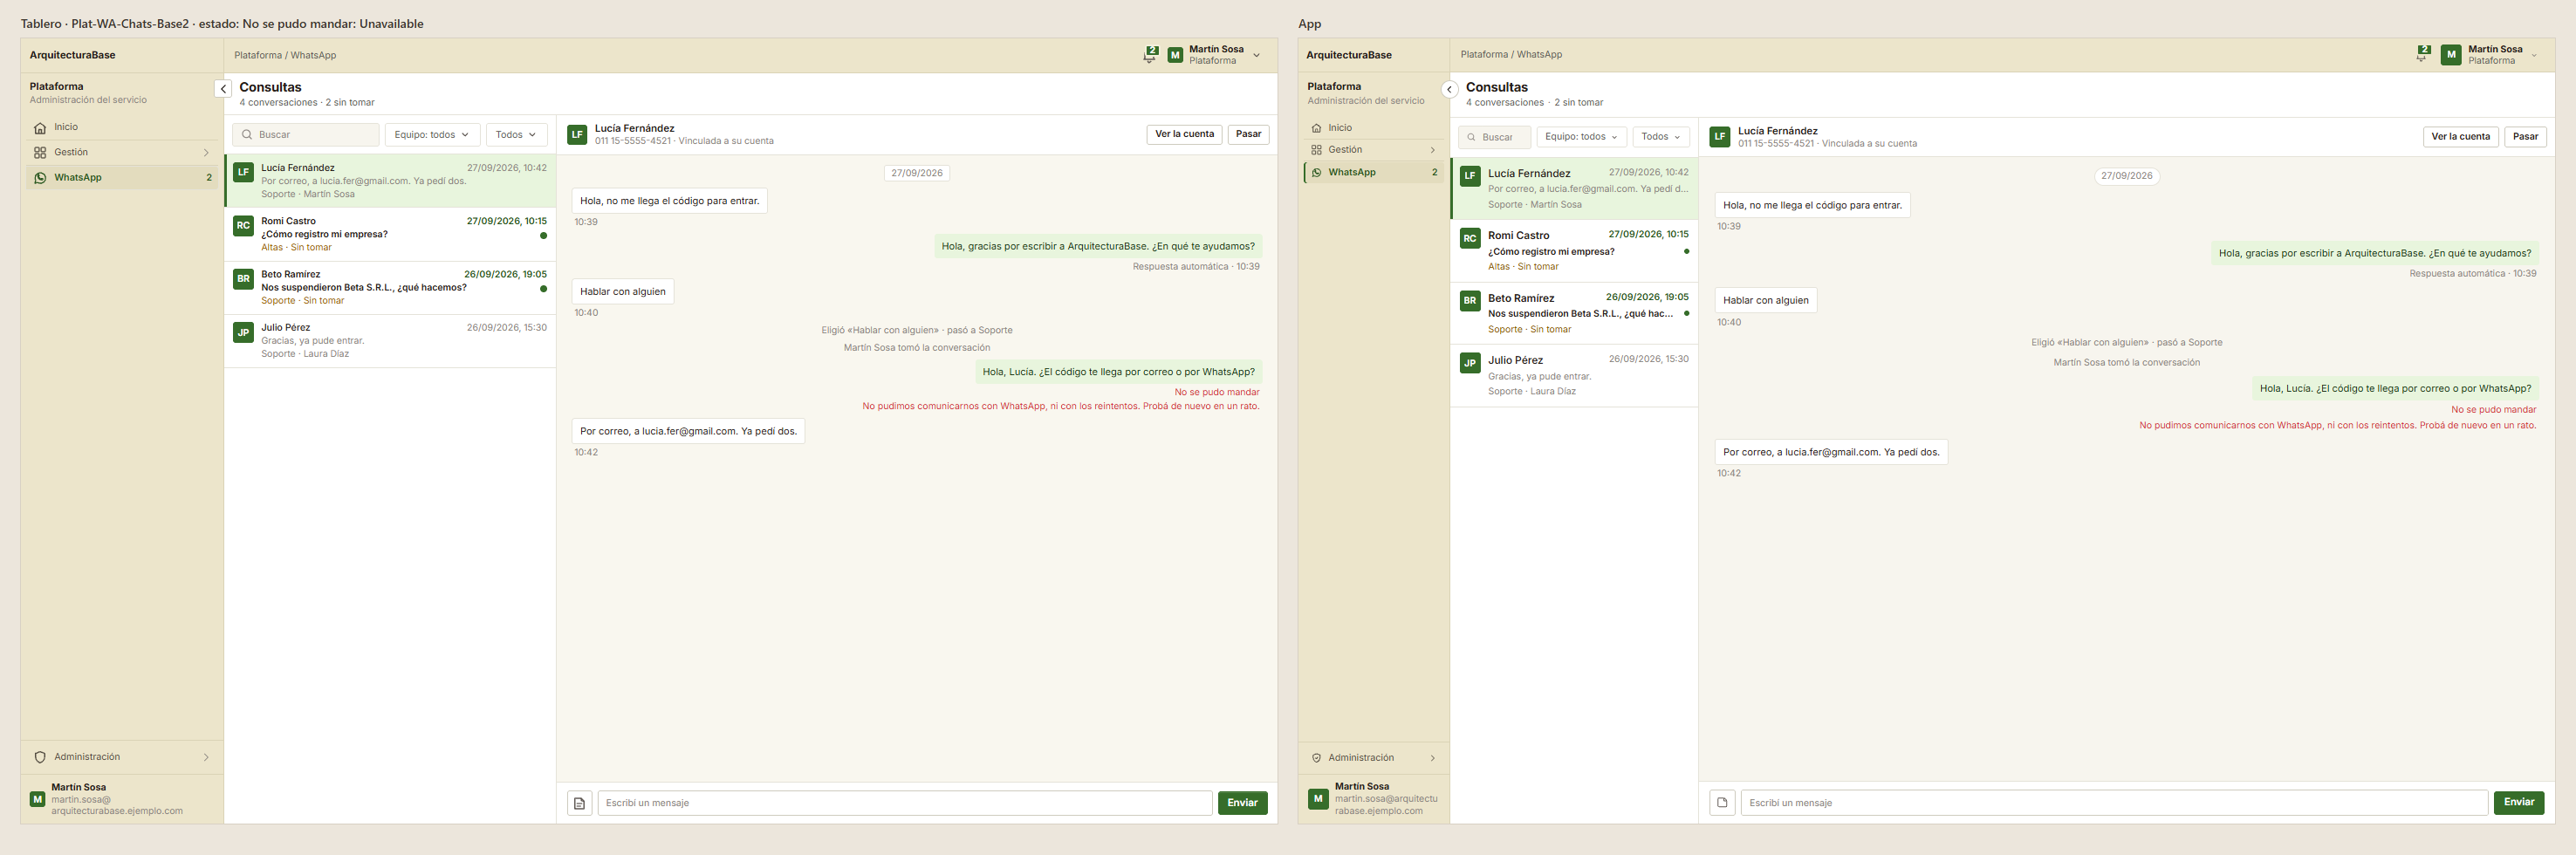 Tablero · Plat-WA-Chats-Base2 · estado: No se pudo mandar: Unavailable
ArquitecturaBase
Plataforma / WhatsApp
2
M
Martín Sosa
Plataforma
Plataforma
Administración del servicio
Inicio
Gestión
WhatsApp 2
Administración
M
Martín Sosa
martin.sosa@
arquitecturabase.ejemplo.com
Consultas
4 conversaciones · 2 sin tomar
Buscar
Equipo: todos
Todos
LF
Lucía Fernández 27/09/2026, 10:42
Por correo, a lucia.fer@gmail.com. Ya pedí dos.
Soporte · Martín Sosa
RC
Romi Castro 27/09/2026, 10:15
¿Cómo registro mi empresa?
Altas · Sin tomar
BR
Beto Ramírez 26/09/2026, 19:05
Nos suspendieron Beta S.R.L., ¿qué hacemos?
Soporte · Sin tomar
JP
Julio Pérez 26/09/2026, 15:30
Gracias, ya pude entrar.
Soporte · Laura Díaz
LF
Lucía Fernández
011 15-5555-4521 · Vinculada a su cuenta
Ver la cuenta
Pasar
27/09/2026
Hola, no me llega el código para entrar.
10:39
Hola, gracias por escribir a ArquitecturaBase. ¿En qué te ayudamos?
Respuesta automática · 10:39
Hablar con alguien
10:40
Eligió «Hablar con alguien» · pasó a Soporte
Martín Sosa tomó la conversación
Hola, Lucía. ¿El código te llega por correo o por WhatsApp?
No se pudo mandar
No pudimos comunicarnos con WhatsApp, ni con los reintentos. Probá de nuevo en un rato.
Por correo, a lucia.fer@gmail.com. Ya pedí dos.
10:42
Escribí un mensaje
Enviar
App
ArquitecturaBase
Plataforma / WhatsApp
2
M
Martín Sosa
Plataforma
Plataforma
Administración del servicio
Inicio
Gestión
WhatsApp 2
Administración
M
Martín Sosa
martin.sosa@arquitectu
rabase.ejemplo.com
Consultas
4 conversaciones · 2 sin tomar
Buscar
Equipo: todos
Todos
LF
Lucía Fernández 27/09/2026, 10:42
Por correo, a lucia.fer@gmail.com. Ya pedí d...
Soporte · Martín Sosa
RC
Romi Castro 27/09/2026, 10:15
¿Cómo registro mi empresa?
Altas · Sin tomar
BR
Beto Ramírez 26/09/2026, 19:05
Nos suspendieron Beta S.R.L., ¿qué hac...
Soporte · Sin tomar
JP
Julio Pérez 26/09/2026, 15:30
Gracias, ya pude entrar.
Soporte · Laura Díaz
LF
Lucía Fernández
011 15-5555-4521 · Vinculada a su cuenta
Ver la cuenta
Pasar
27/09/2026
Hola, no me llega el código para entrar.
10:39
Hola, gracias por escribir a ArquitecturaBase. ¿En qué te ayudamos?
Respuesta automática · 10:39
Hablar con alguien
10:40
Eligió «Hablar con alguien» · pasó a Soporte
Martín Sosa tomó la conversación
Hola, Lucía. ¿El código te llega por correo o por WhatsApp?
No se pudo mandar
No pudimos comunicarnos con WhatsApp, ni con los reintentos. Probá de nuevo en un rato.
Por correo, a lucia.fer@gmail.com. Ya pedí dos.
10:42
Escribí un mensaje
Enviar